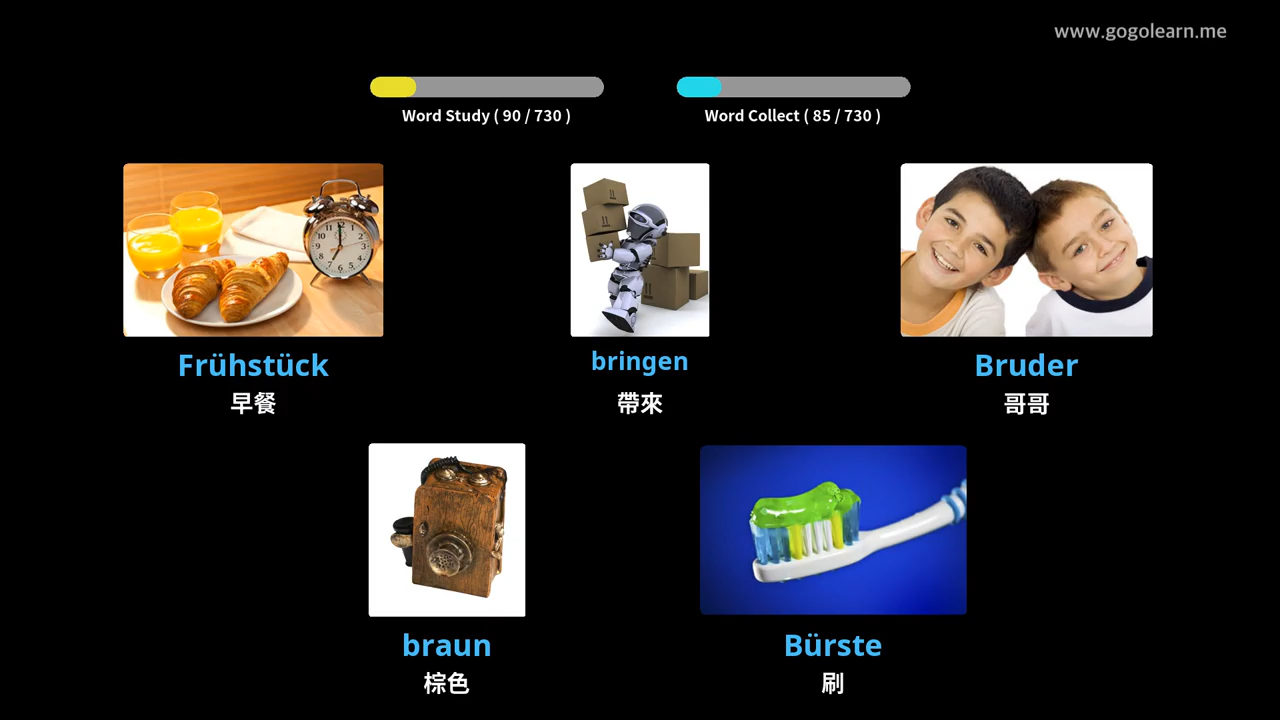 www.gogolearn.me
Word Study ( 90 / 730 )
Word Collect ( 85 / 730 )
Frühstück
早餐
bringen
帶來
Bruder
哥哥
braun
棕色
Bürste
刷